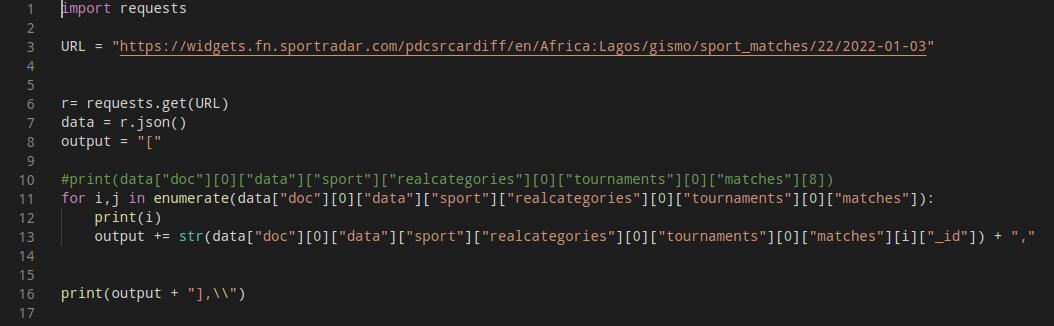 1 import requests
2
3 URL = "https://widgets.fn.sportradar.com/pdcsrcardiff/en/Africa:Lagos/gismo/sport_matches/22/2022-01-03"
4
5
6 r= requests.get(URL)
7 data = r.json()
8 output = "["
9
10 #print(data["doc"][0]["data"]["sport"]["realcategories"][0]["tournaments"][0]["matches"][8])
11 for i,j in enumerate(data["doc"][0]["data"]["sport"]["realcategories"][0]["tournaments"][0]["matches"]):
12     print(i)
13     output += str(data["doc"][0]["data"]["sport"]["realcategories"][0]["tournaments"][0]["matches"][i]["_id"]) + ","
14
15
16 print(output + "],\\")
17